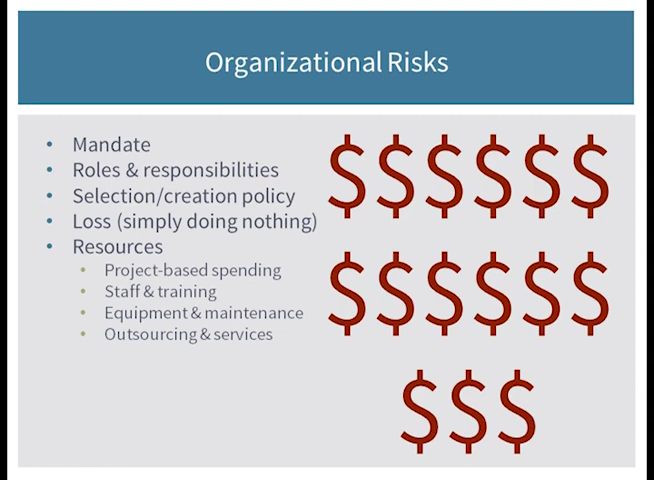 Organizational Risks
• Mandate
• Roles & responsibilities
• Selection/creation policy
• Loss (simply doing nothing)
• Resources
• Project-based spending
• Staff & training
• Equipment & maintenance
• Outsourcing & services
$$$$$$
$$$$$$
$$$